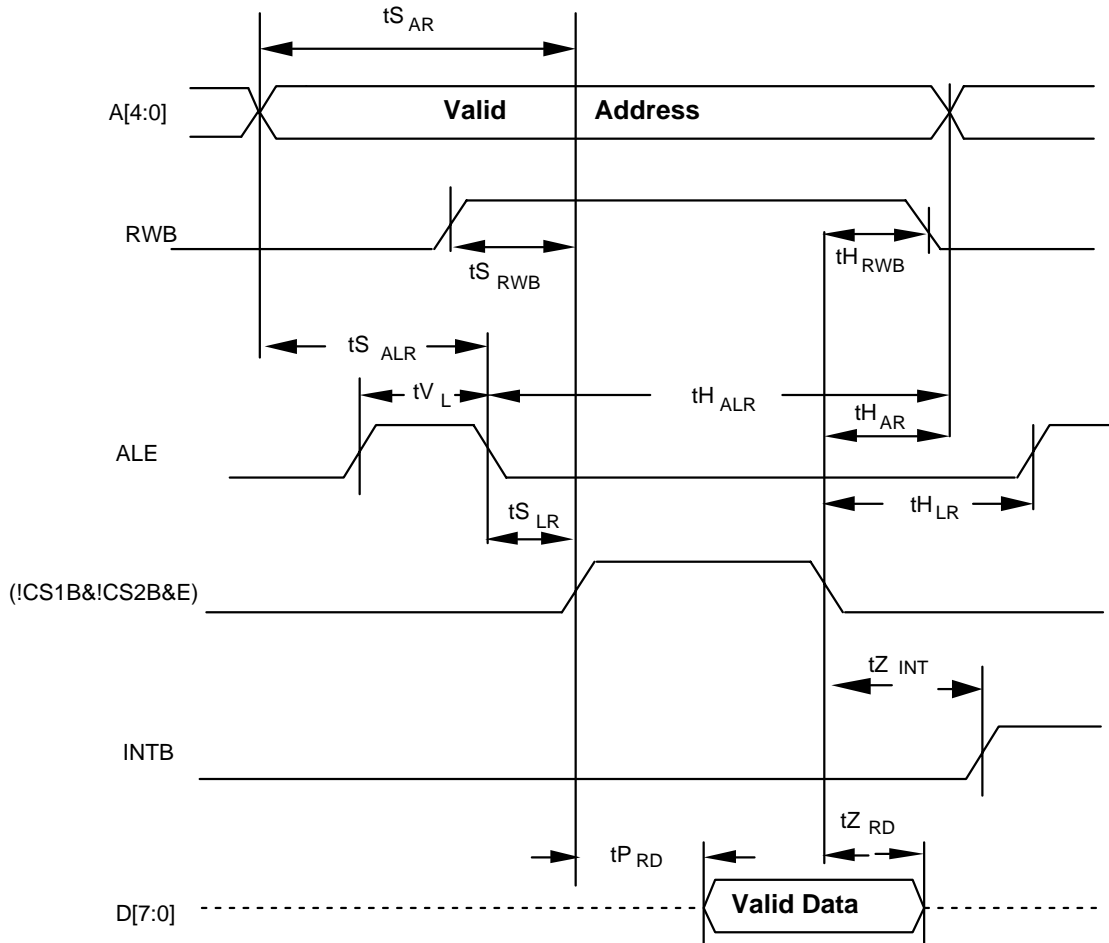 tS AR
A[4:0]
Valid Address
RWB
tS RWB
tH RWB
tS ALR
tV L
tH ALR
tH AR
ALE
tS LR
tH LR
(!CS1B&!CS2B&E)
tZ INT
INTB
tP RD
tZ RD
D[7:0]
Valid Data